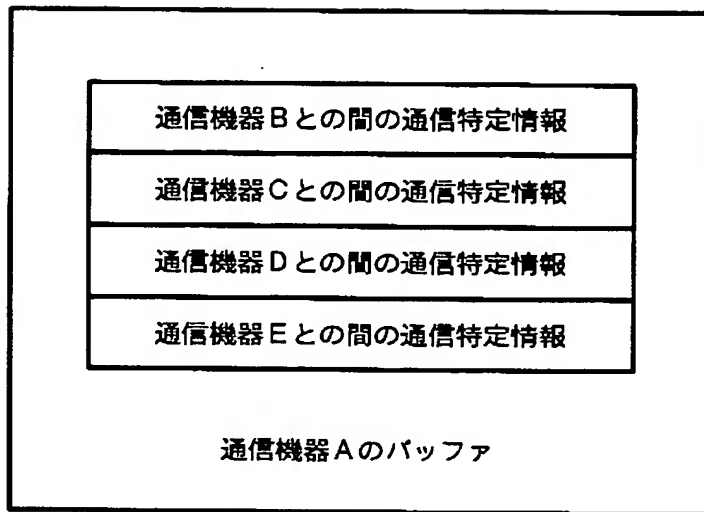 通信機器Bとの間の通信特定情報
通信機器Cとの間の通信特定情報
通信機器Dとの間の通信特定情報
通信機器Eとの間の通信特定情報
通信機器Aのバッファ